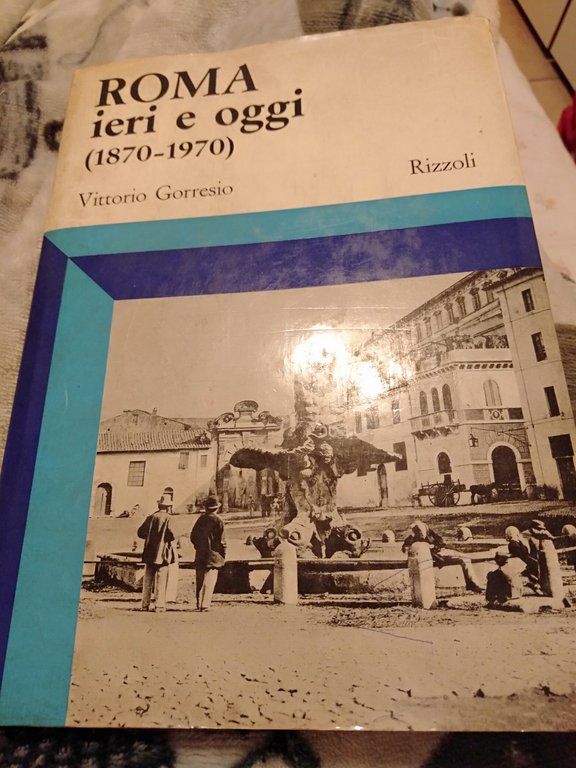 ROMA
ieri e oggi
(1870-1970)
Vittorio Gorresio
Rizzoli